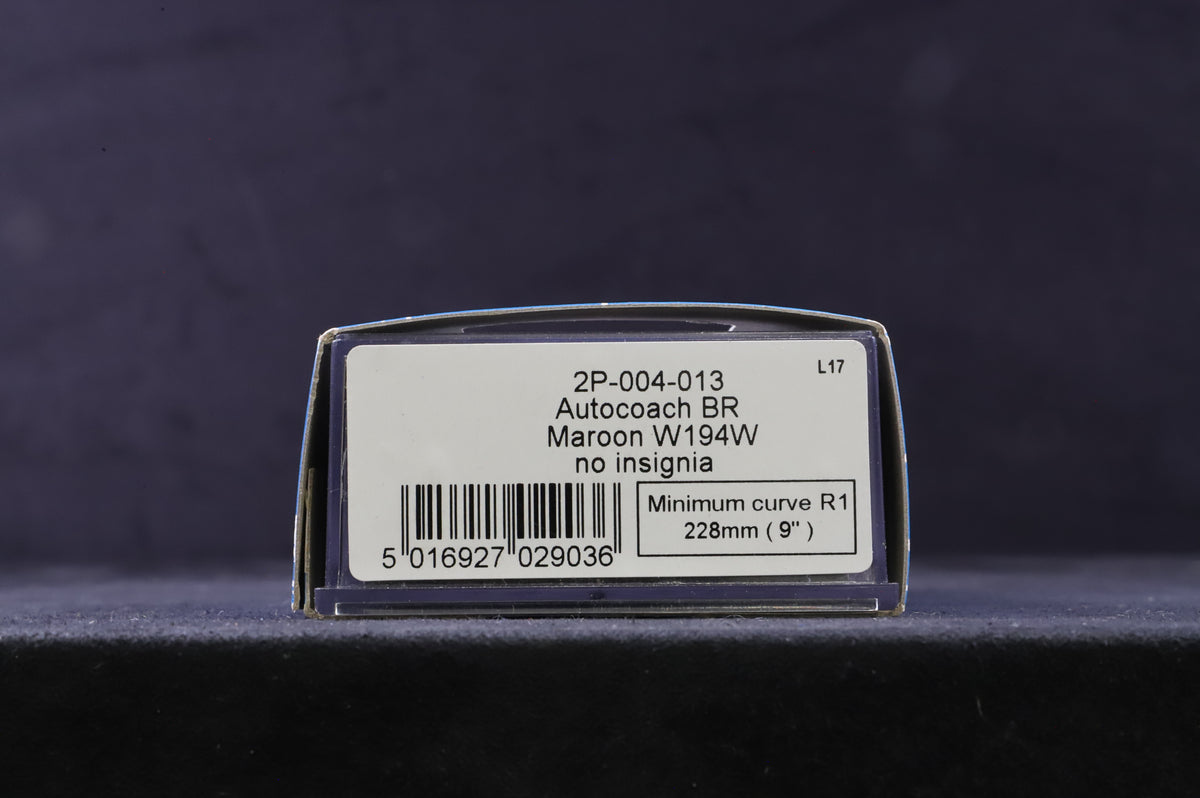 L17
2P-004-013
Autocoach BR
Maroon W194W
no insignia
Minimum curve R1
228mm ( 9" )
5 016927 029036